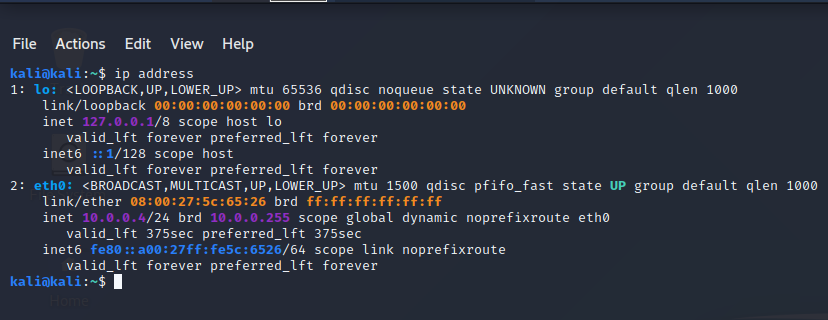 File Actions Edit View Help
kali@kali:~$ ip address
1: lo: <LOOPBACK,UP,LOWER_UP> mtu 65536 qdisc noqueue state UNKNOWN group default qlen 1000
    link/loopback 00:00:00:00:00:00 brd 00:00:00:00:00:00
    inet 127.0.0.1/8 scope host lo
       valid_lft forever preferred_lft forever
    inet6 ::1/128 scope host
       valid_lft forever preferred_lft forever
2: eth0: <BROADCAST,MULTICAST,UP,LOWER_UP> mtu 1500 qdisc pfifo_fast state UP group default qlen 1000
    link/ether 08:00:27:5c:65:26 brd ff:ff:ff:ff:ff:ff
    inet 10.0.0.4/24 brd 10.0.0.255 scope global dynamic noprefixroute eth0
       valid_lft 375sec preferred_lft 375sec
    inet6 fe80::a00:27ff:fe5c:6526/64 scope link noprefixroute
       valid_lft forever preferred_lft forever
kali@kali:~$
Home